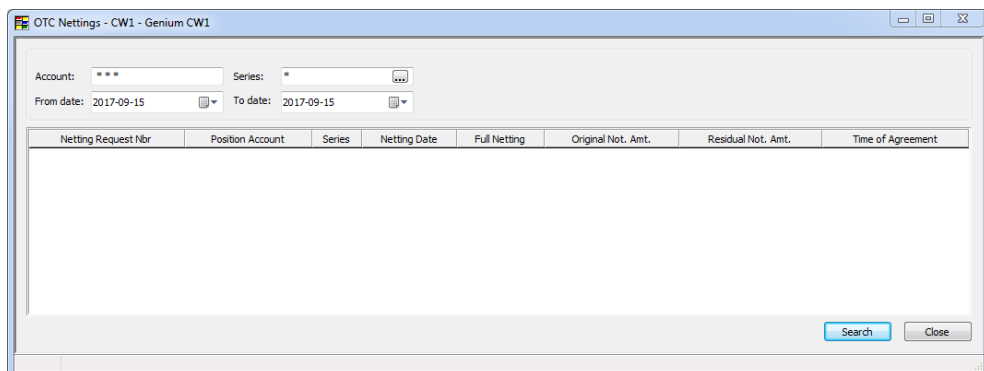 OTC Nettings - CW1 - Genium CW1
Account: * * * Series: * ...
From date: 2017-09-15 To date: 2017-09-15
Netting Request Nbr Position Account Series Netting Date Full Netting Original Not. Amt. Residual Not. Amt. Time of Agreement
Search Close